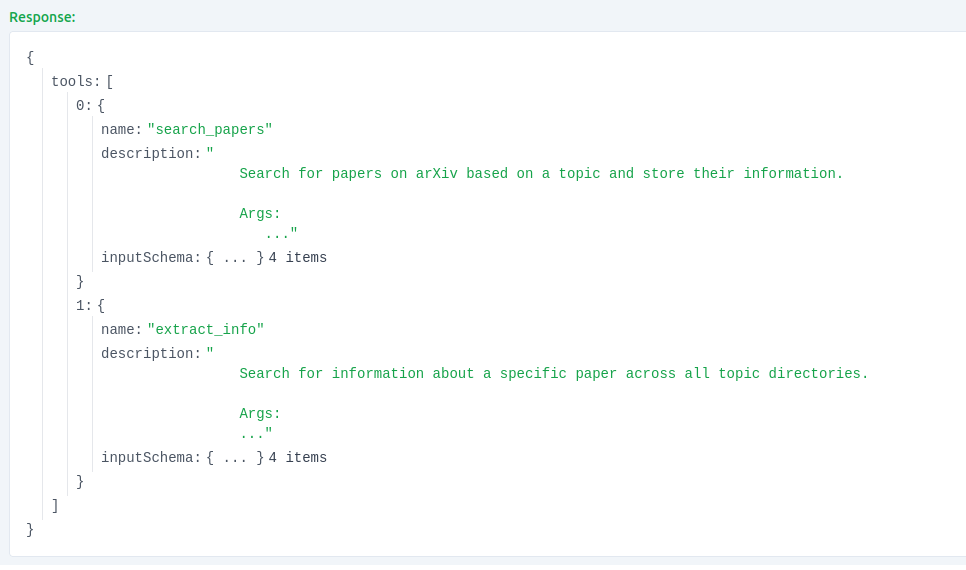 Response:
{
tools: [
0: {
name: "search_papers"
description: "
Search for papers on arXiv based on a topic and store their information.
Args:
..."
inputSchema: { ... } 4 items
}
1: {
name: "extract_info"
description: "
Search for information about a specific paper across all topic directories.
Args:
..."
inputSchema: { ... } 4 items
}
]
}